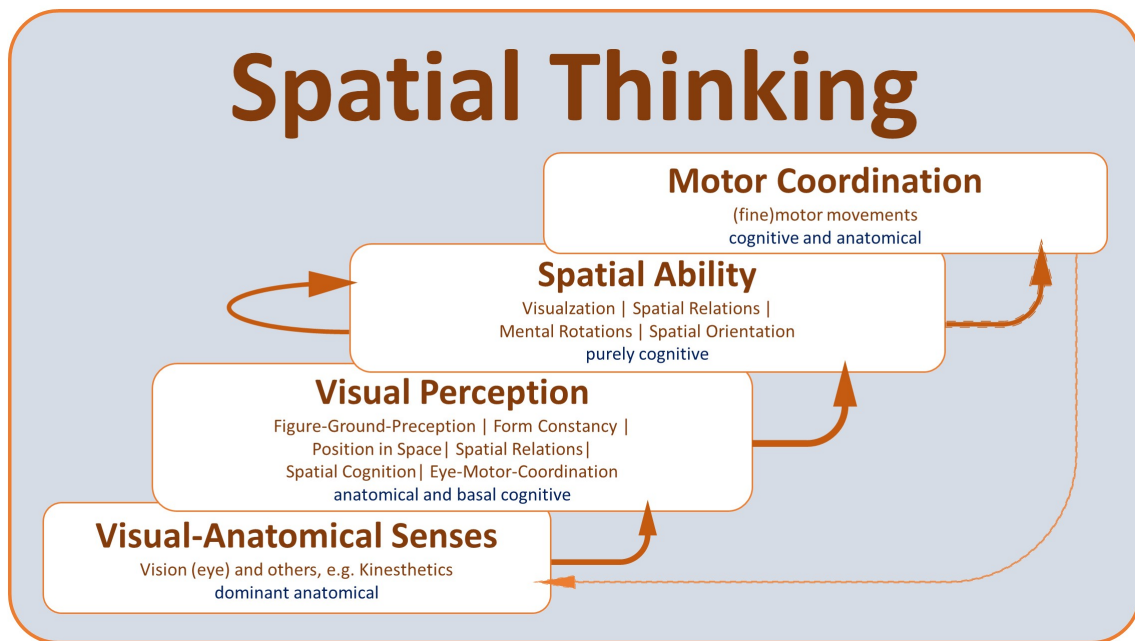 Spatial Thinking
Motor Coordination
(fine)motor movements
cognitive and anatomical
Spatial Ability
Visualzation | Spatial Relations |
Mental Rotations | Spatial Orientation
purely cognitive
Visual Perception
Figure-Ground-Preception | Form Constancy |
Position in Space| Spatial Relations|
Spatial Cognition| Eye-Motor-Coordination
anatomical and basal cognitive
Visual-Anatomical Senses
Vision (eye) and others, e.g. Kinesthetics
dominant anatomical